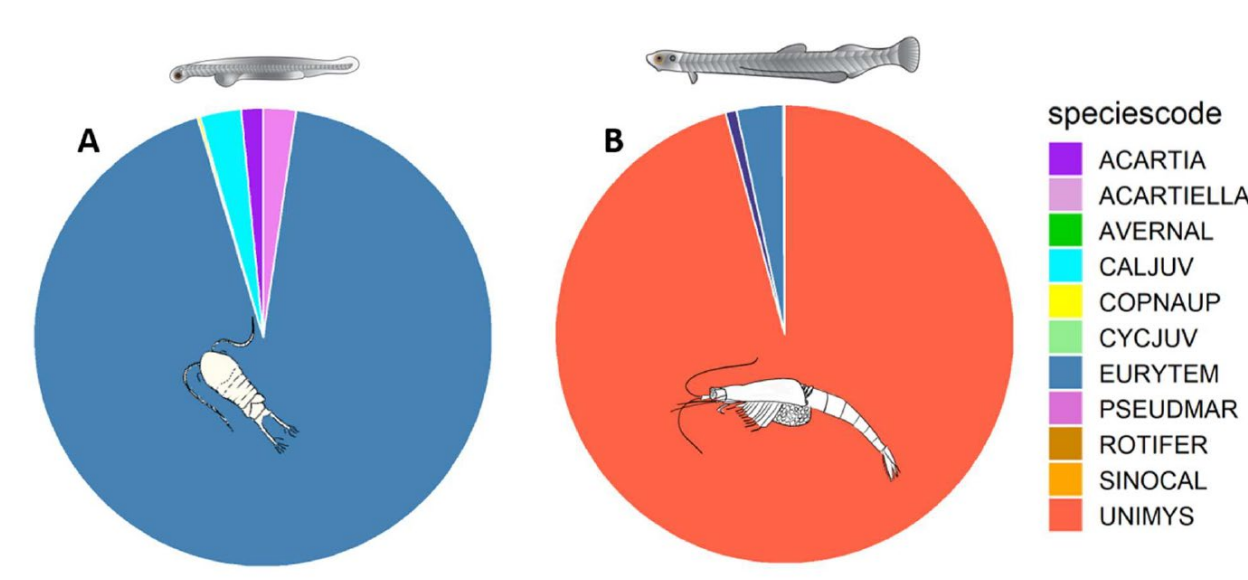 A
B
speciescode
ACARTIA
ACARTIELLA
AVERNAL
CALJUV
COPNAUP
CYCJUV
EURYTEM
PSEUDMAR
ROTIFER
SINOCAL
UNIMYS